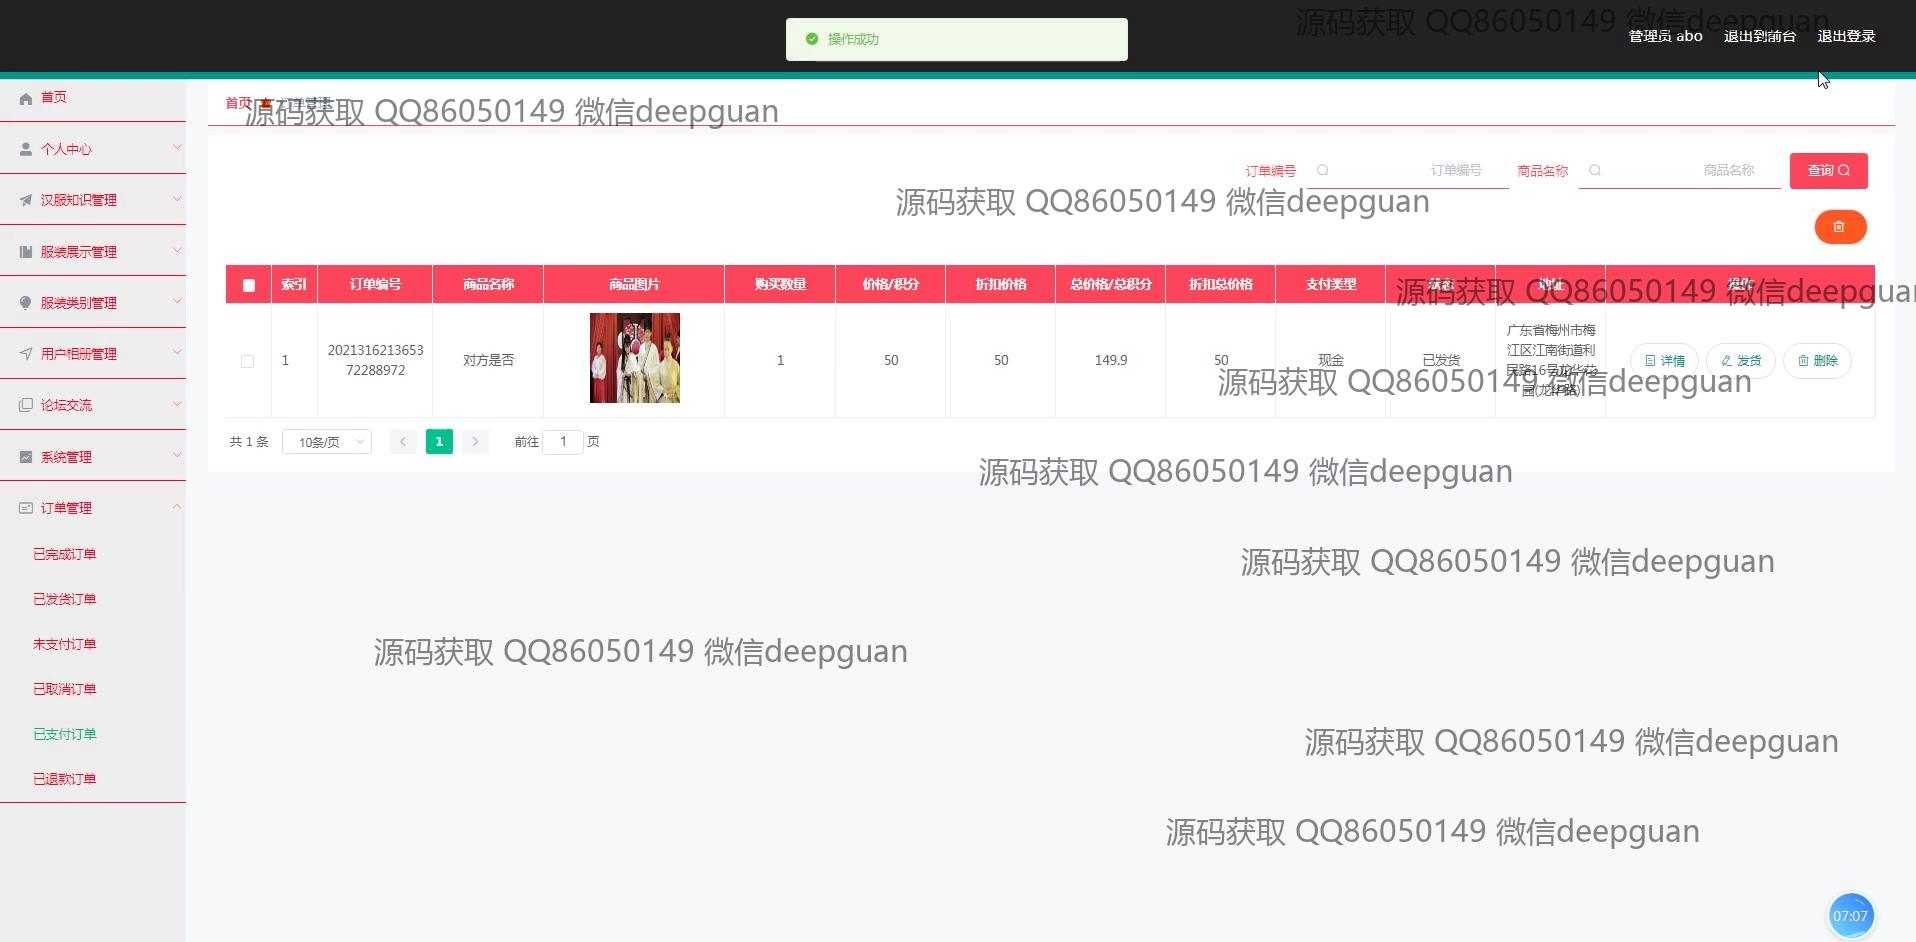 操作成功
源码获取 QQ86050149 微信deepguan
管理员 abo 退出到前台 退出登录
首页
首页 ★ 订单管理
源码获取 QQ86050149 微信deepguan
个人中心
汉服知识管理
服装展示管理
服装类别管理
用户相册管理
论坛交流
系统管理
订单管理
已完成订单
已发货订单
未支付订单
已取消订单
已支付订单
已退款订单
订单编号 订单编号 商品名称 商品名称 查询
源码获取 QQ86050149 微信deepguan
索引 订单编号 商品名称 商品图片 购买数量 价格/积分 折扣价格 总价格/总积分 折扣总价格 支付类型 状态 地址 操作
源码获取 QQ86050149 微信deepguan
1 2021316213653 对方是否 1 50 50 149.9 50 现金 已发货 广东省梅州市梅 详情 发货 删除
72288972 江区江南街道利
民路16号龙华花
园(龙华路)
源码获取 QQ86050149 微信deepguan
共 1 条 10条/页 1 前往 1 页
源码获取 QQ86050149 微信deepguan
源码获取 QQ86050149 微信deepguan
源码获取 QQ86050149 微信deepguan
源码获取 QQ86050149 微信deepguan
源码获取 QQ86050149 微信deepguan
07:07